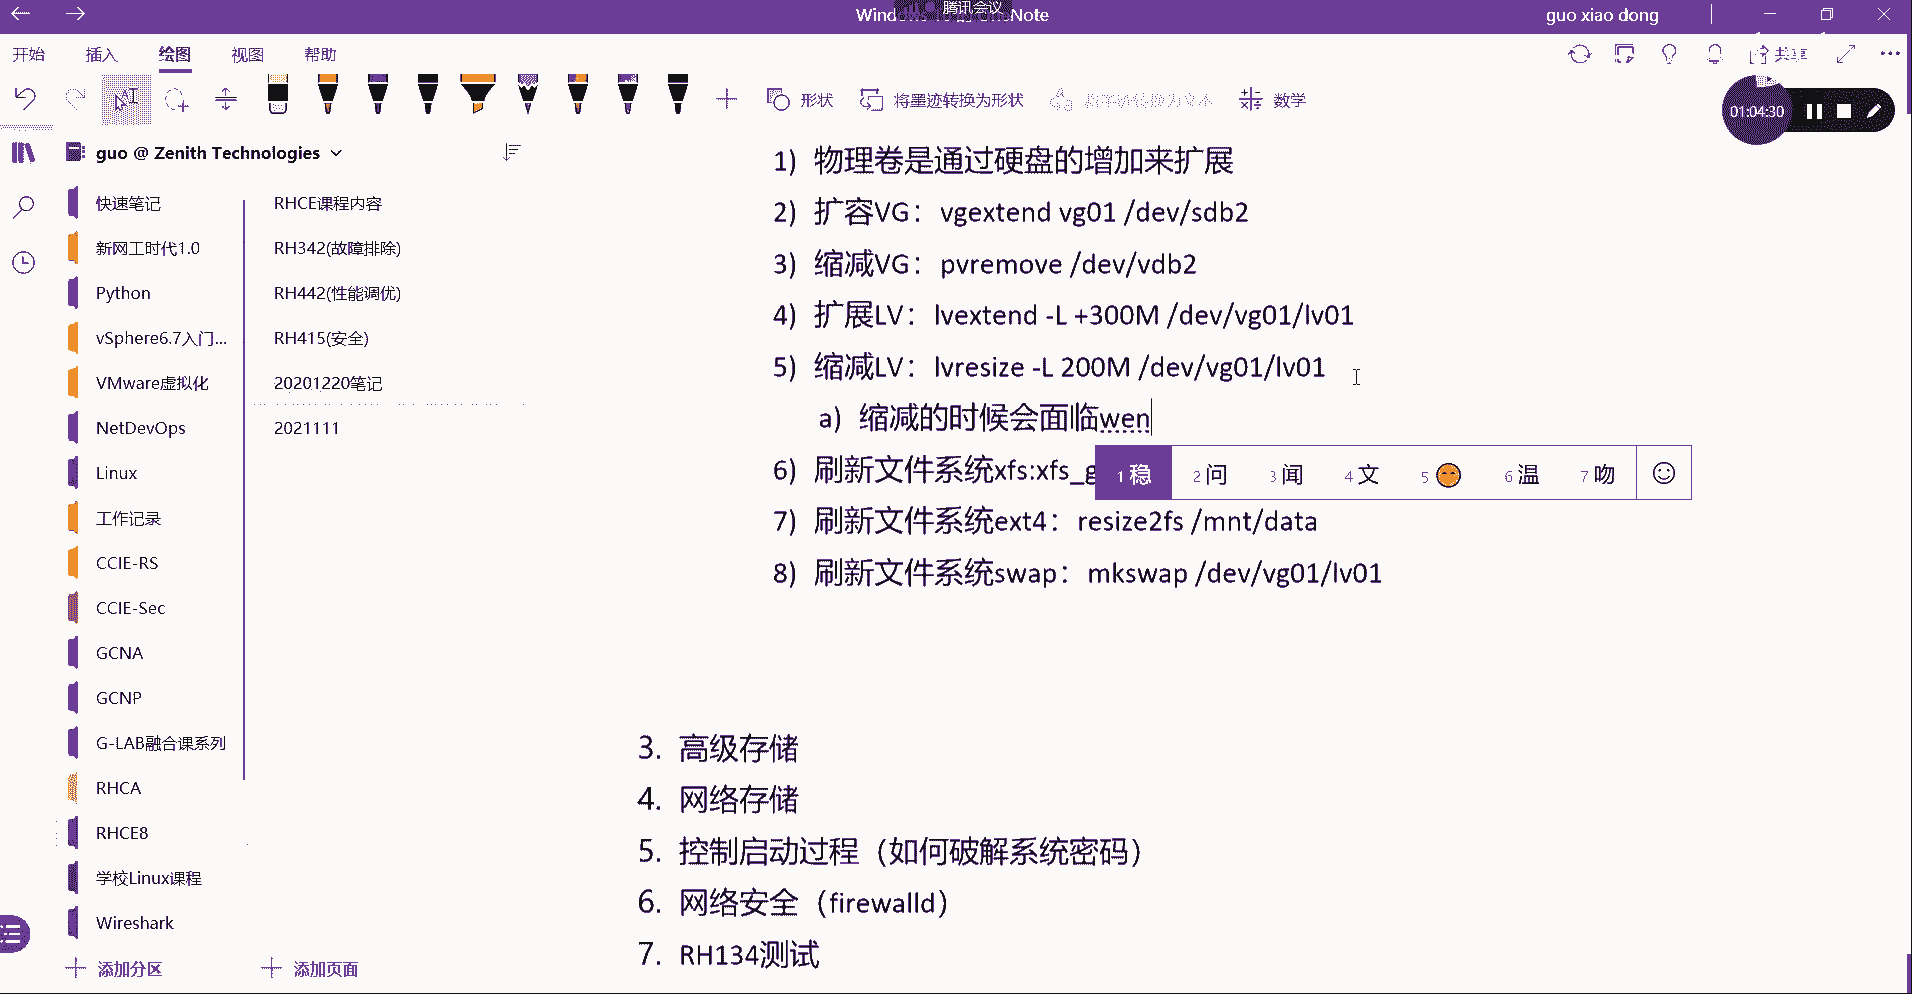 腾讯会议
guo xiao dong
开始 插入 绘图 视图 帮助
共享
形状 将墨迹转换为形状 数学
01:04:30
guo @ Zenith Technologies
快速笔记
新网工时代1.0
Python
vSphere6.7入门...
VMware虚拟化
NetDevOps
Linux
工作记录
CCIE-RS
CCIE-Sec
GCNA
GCNP
G-LAB融合课系列
RHCA
RHCE8
学校Linux课程
Wireshark
添加分区
RHCE课程内容
RH342(故障排除)
RH442(性能调优)
RH415(安全)
20201220笔记
2021111
添加页面
1) 物理卷是通过硬盘的增加来扩展
2) 扩容VG：vgextend vg01 /dev/sdb2
3) 缩减VG：pvremove /dev/vdb2
4) 扩展LV：lvextend -L +300M /dev/vg01/lv01
5) 缩减LV：lvresize -L 200M /dev/vg01/lv01
a) 缩减的时候会面临wen
1 稳 2 问 3 闻 4 文 5 6 温 7 吻
6) 刷新文件系统xfs:xfs_g
7) 刷新文件系统ext4：resize2fs /mnt/data
8) 刷新文件系统swap：mkswap /dev/vg01/lv01
3. 高级存储
4. 网络存储
5. 控制启动过程（如何破解系统密码）
6. 网络安全（firewalld）
7. RH134测试